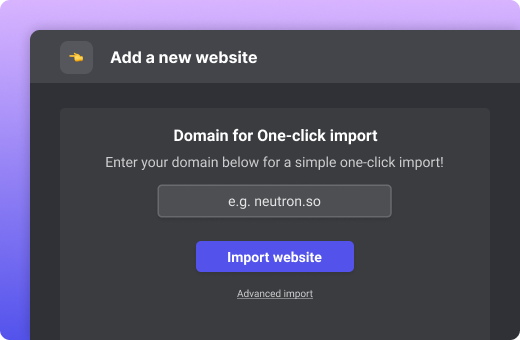 Add a new website
Domain for One-click import
Enter your domain below for a simple one-click import!
e.g. neutron.so
Import website
Advanced import